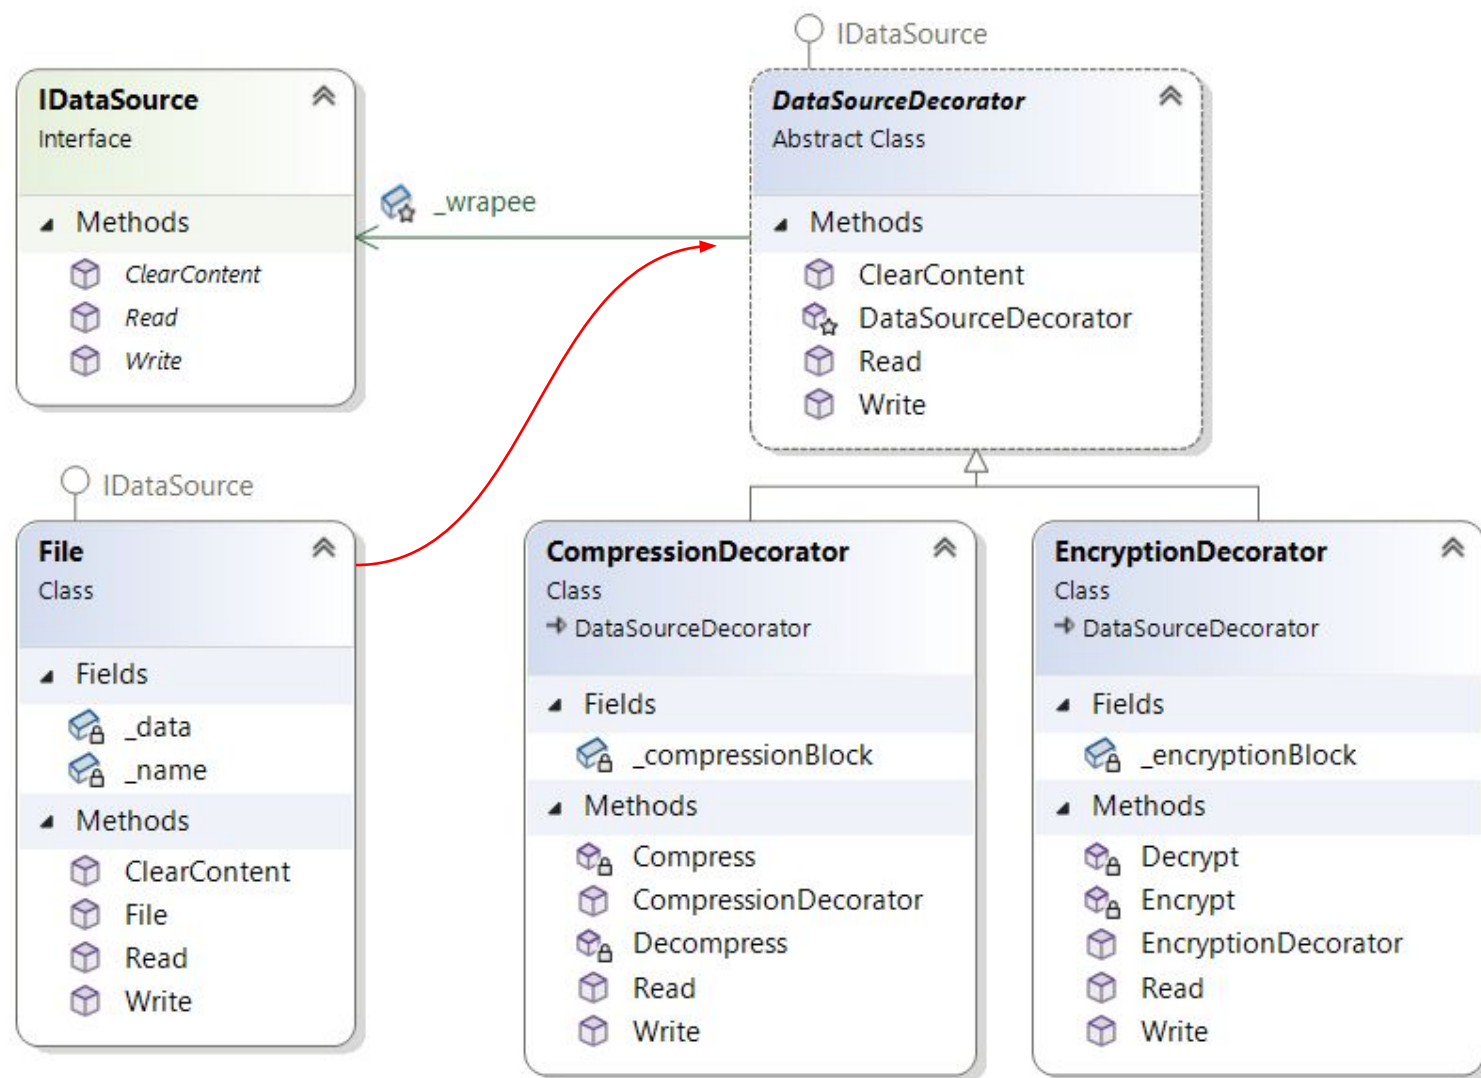 IDataSource
IDataSource
Interface
Methods
ClearContent
Read
Write
_wrapee
DataSourceDecorator
Abstract Class
Methods
ClearContent
DataSourceDecorator
Read
Write
IDataSource
File
Class
Fields
_data
_name
Methods
ClearContent
File
Read
Write
CompressionDecorator
Class
DataSourceDecorator
Fields
_compressionBlock
Methods
Compress
CompressionDecorator
Decompress
Read
Write
EncryptionDecorator
Class
DataSourceDecorator
Fields
_encryptionBlock
Methods
Decrypt
Encrypt
EncryptionDecorator
Read
Write